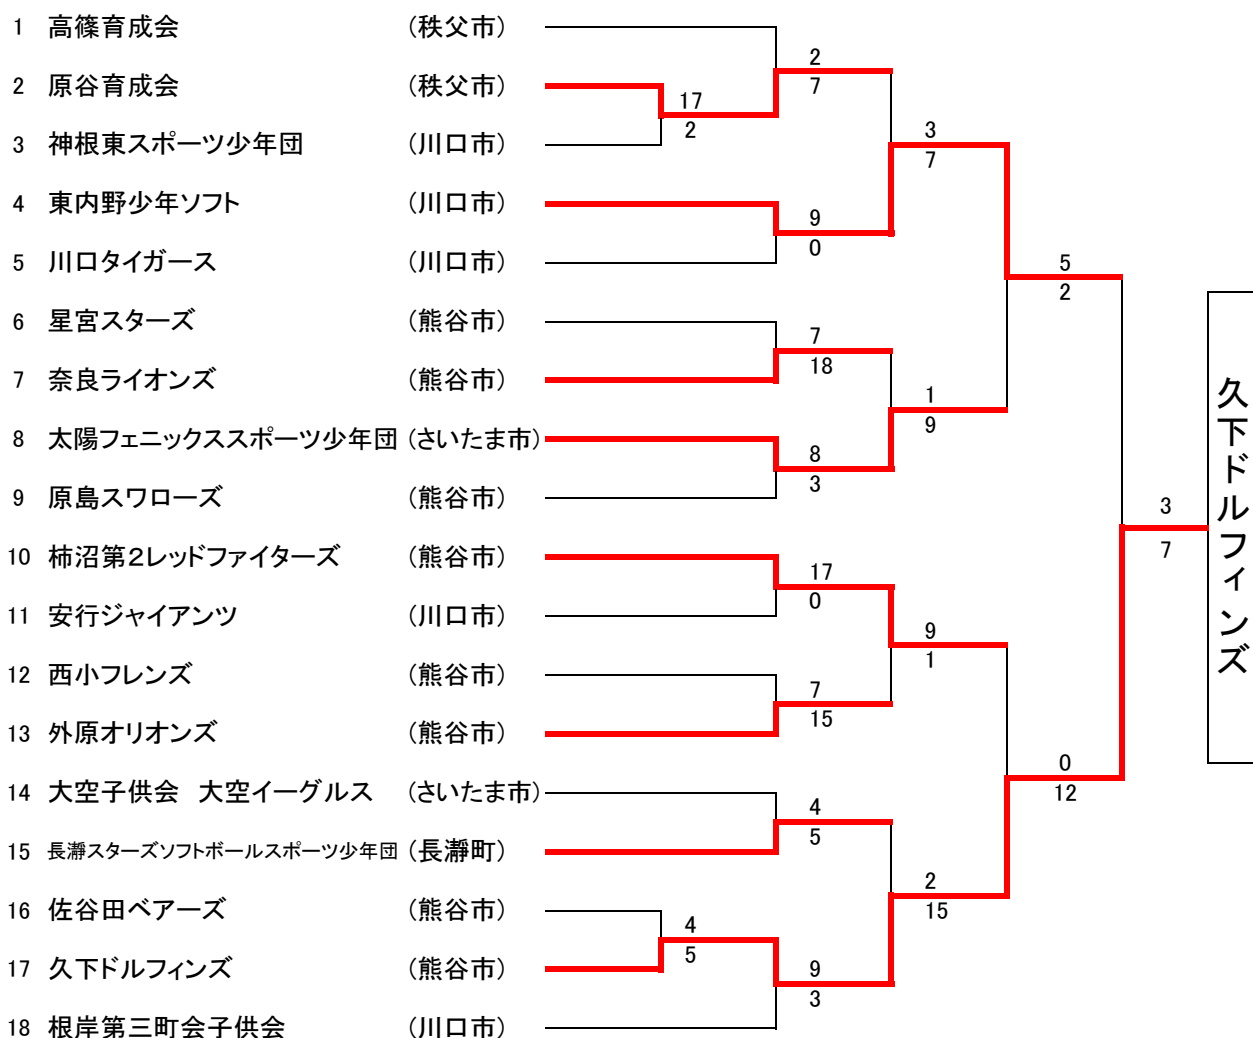 1 高篠育成会 (秩父市)
2 原谷育成会 (秩父市)
3 神根東スポーツ少年団 (川口市)
4 東内野少年ソフト (川口市)
5 川口タイガース (川口市)
6 星宮スターズ (熊谷市)
7 奈良ライオンズ (熊谷市)
8 太陽フェニックススポーツ少年団 (さいたま市)
9 原島スワローズ (熊谷市)
10 柿沼第2レッドファイターズ (熊谷市)
11 安行ジャイアンツ (川口市)
12 西小フレンズ (熊谷市)
13 外原オリオンズ (熊谷市)
14 大空子供会 大空イーグルス (さいたま市)
15 長瀞スターズソフトボールスポーツ少年団 (長瀞町)
16 佐谷田ベアーズ (熊谷市)
17 久下ドルフィンズ (熊谷市)
18 根岸第三町会子供会 (川口市)
17
2
4
5
2
7
9
0
7
18
8
3
17
0
7
15
4
5
9
3
3
7
1
9
9
1
2
15
5
2
0
12
3
7
久下ドルフィンズ